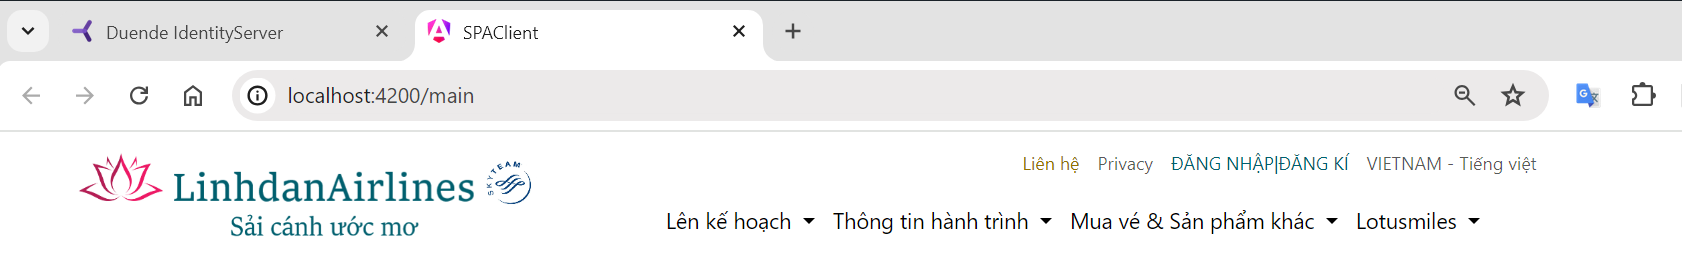 Duende IdentityServer
SPAClient
localhost:4200/main
LinhdanAirlines
SKYTEAM
Sải cánh ước mơ
Liên hệ Privacy ĐĂNG NHẬP|ĐĂNG KÍ VIETNAM - Tiếng việt
Lên kế hoạch Thông tin hành trình Mua vé & Sản phẩm khác Lotusmiles